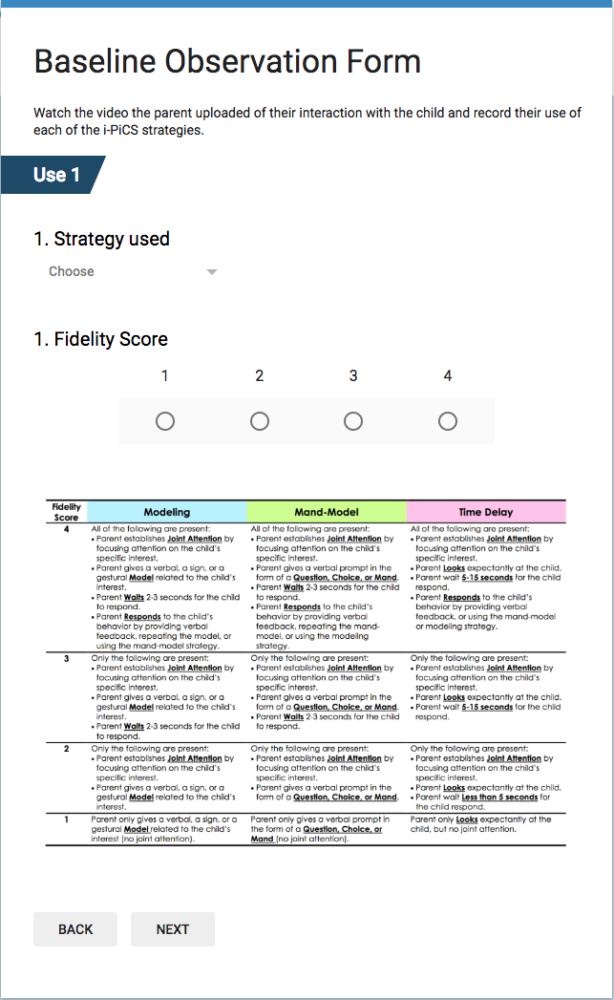 Baseline Observation Form
Watch the video the parent uploaded of their interaction with the child and record their use of
each of the i-PiCS strategies.
Use 1
1. Strategy used
Choose
1. Fidelity Score
1 2 3 4
Fidelity
Score
Modeling
Mand-Model
Time Delay
4
All of the following are present:
• Parent establishes Joint Attention by
focusing attention on the child's
specific interest.
• Parent gives a verbal, a sign, or a
gestural Model related to the child's
interest.
• Parent Waits 2-3 seconds for the child
to respond.
• Parent Responds to the child's
behavior by providing verbal
feedback, repeating the model, or
using the mand-model strategy.
All of the following are present:
• Parent establishes Joint Attention by
focusing attention on the child's
specific interest.
• Parent gives a verbal prompt in the
form of a Question, Choice, or Mand.
• Parent Waits 2-3 seconds for the child
to respond.
• Parent Responds to the child's
behavior by providing verbal
feedback, repeating the mand-
model, or using the modeling
strategy.
All of the following are present:
• Parent establishes Joint Attention by
focusing attention on the child's
specific interest.
• Parent Looks expectantly at the child.
• Parent wait 5-15 seconds for the child
respond.
• Parent Responds to the child's
behavior by providing verbal
feedback, or using the mand-model
or modeling strategy.
3
Only the following are present:
• Parent establishes Joint Attention by
focusing attention on the child's
specific interest.
• Parent gives a verbal, a sign, or a
gestural Model related to the child's
interest.
• Parent Waits 2-3 seconds for the child
to respond.
Only the following are present:
• Parent establishes Joint Attention by
focusing attention on the child's
specific interest.
• Parent gives a verbal prompt in the
form of a Question, Choice, or Mand.
• Parent Waits 2-3 seconds for the child
to respond.
Only the following are present:
• Parent establishes Joint Attention by
focusing attention on the child's
specific interest.
• Parent Looks expectantly at the child.
• Parent wait 5-15 seconds for the child
respond.
2
Only the following are present:
• Parent establishes Joint Attention by
focusing attention on the child's
specific interest.
• Parent gives a verbal, a sign, or a
gestural Model related to the child's
interest.
Only the following are present:
• Parent establishes Joint Attention by
focusing attention on the child's
specific interest.
• Parent gives a verbal prompt in the
form of a Question, Choice, or Mand.
Only the following are present:
• Parent establishes Joint Attention by
focusing attention on the child's
specific interest.
• Parent Looks expectantly at the child.
• Parent wait Less than 5 seconds for
the child respond.
1
Parent only gives a verbal, a sign, or a
gestural Model related to the child's
interest (no joint attention).
Parent only gives a verbal prompt in
the form of a Question, Choice, or
Mand (no joint attention).
Parent only Looks expectantly at the
child, but no joint attention.
BACK
NEXT